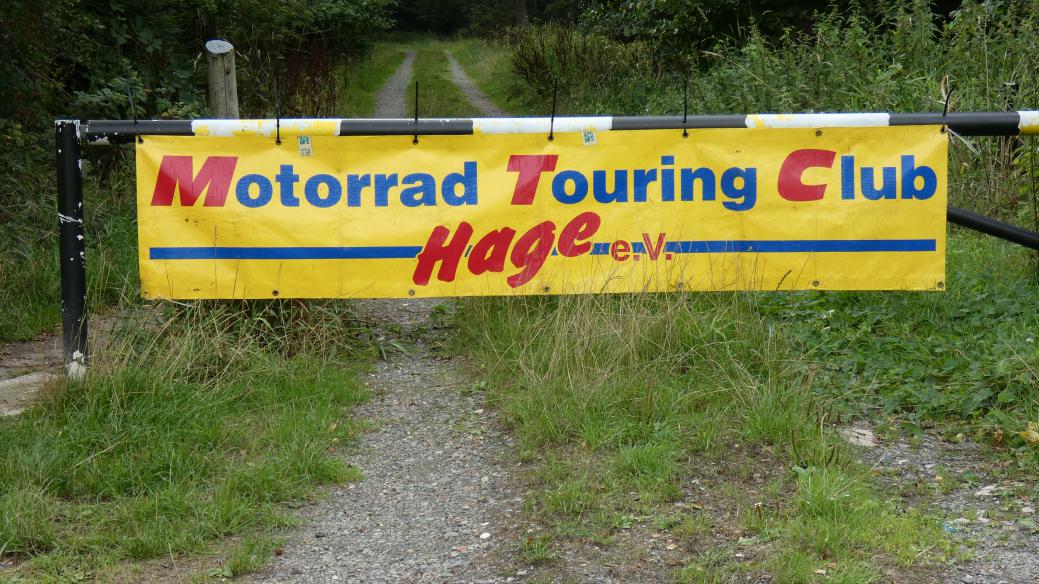 Motorrad Touring Club
Hage e.V.